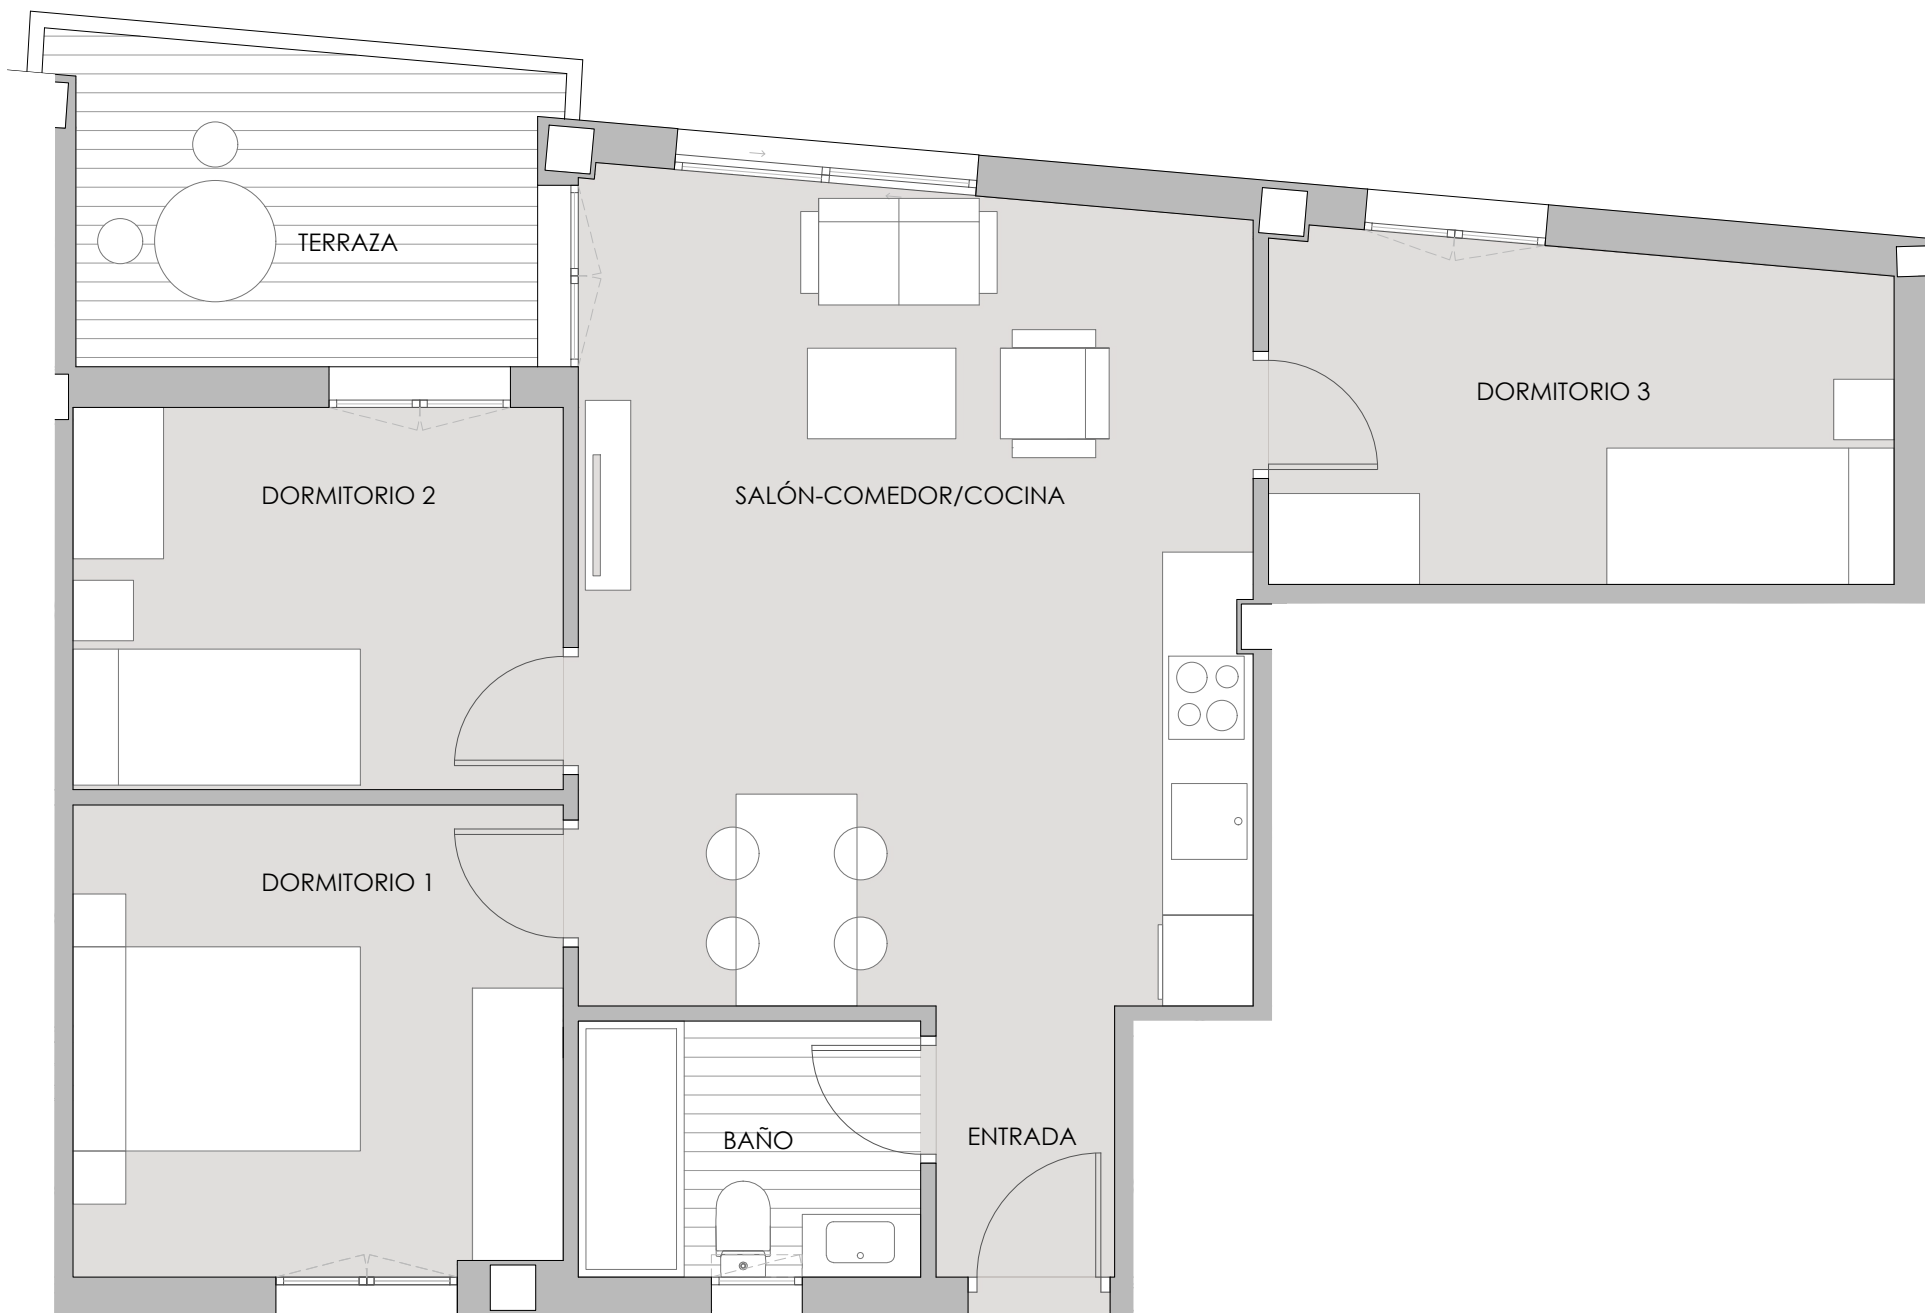 TERRAZA
DORMITORIO 3
DORMITORIO 2
SALÓN-COMEDOR/COCINA
DORMITORIO 1
BAÑO
ENTRADA